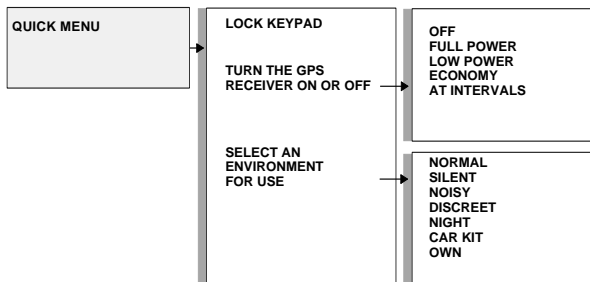 QUICK MENU
LOCK KEYPAD
TURN THE GPS
RECEIVER ON OR OFF
SELECT AN
ENVIRONMENT
FOR USE
OFF
FULL POWER
LOW POWER
ECONOMY
AT INTERVALS
NORMAL
SILENT
NOISY
DISCREET
NIGHT
CAR KIT
OWN